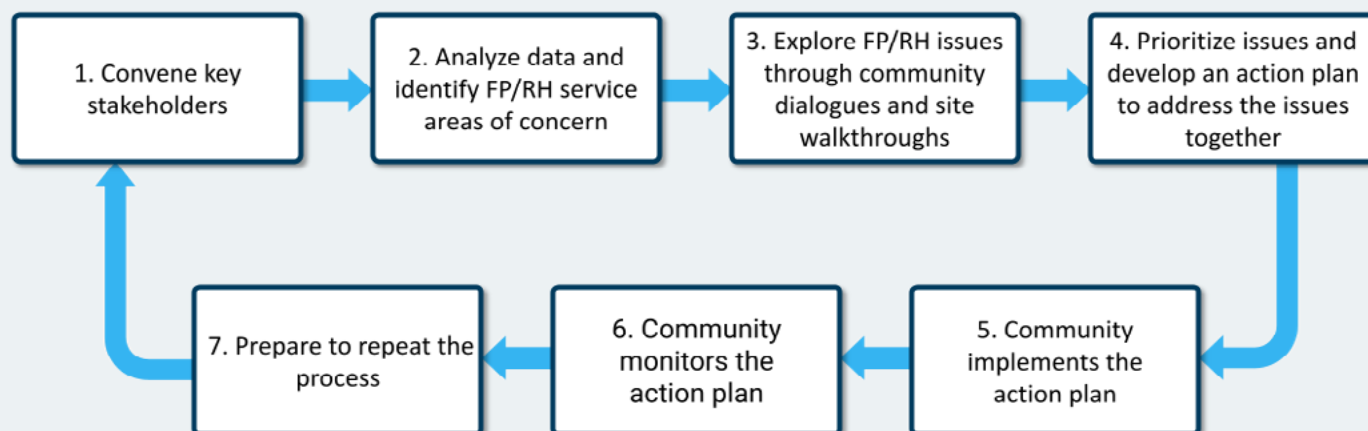 1. Convene key
stakeholders
2. Analyze data and
identify FP/RH service
areas of concern
3. Explore FP/RH issues
through community
dialogues and site
walkthroughs
4. Prioritize issues and
develop an action plan
to address the issues
together
5. Community
implements the
action plan
6. Community
monitors the
action plan
7. Prepare to repeat the
process